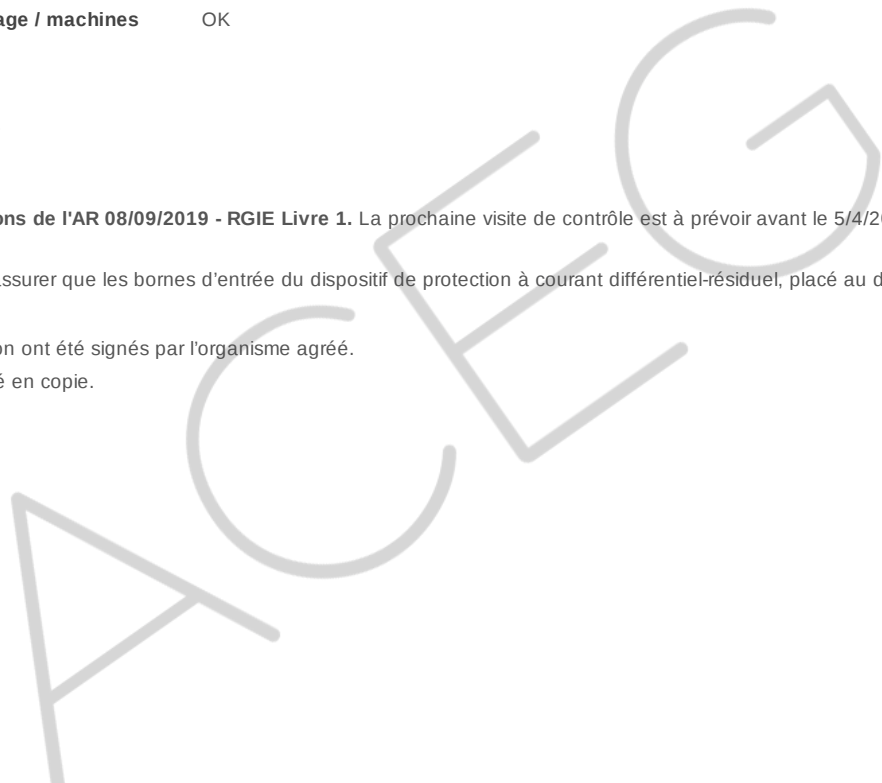 age / machines OK
ons de l'AR 08/09/2019 - RGIE Livre 1. La prochaine visite de contrôle est à prévoir avant le 5/4/20
assurer que les bornes d’entrée du dispositif de protection à courant différentiel-résiduel, placé au d
on ont été signés par l’organisme agréé.
é en copie.
ACEG